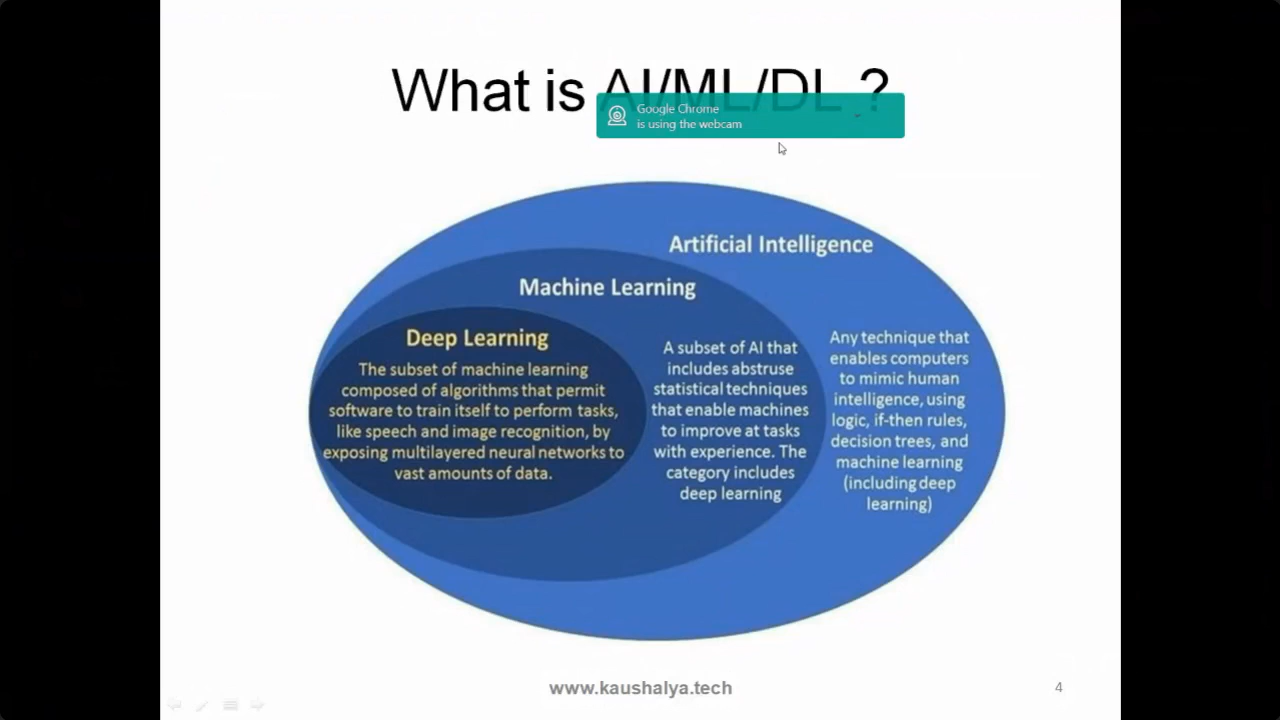 What is AI/ML/DL ?
Google Chrome
is using the webcam
Artificial Intelligence
Machine Learning
Deep Learning
The subset of machine learning
composed of algorithms that permit
software to train itself to perform tasks,
like speech and image recognition, by
exposing multilayered neural networks to
vast amounts of data.
A subset of AI that
includes abstruse
statistical techniques
that enable machines
to improve at tasks
with experience. The
category includes
deep learning
Any technique that
enables computers
to mimic human
intelligence, using
logic, if-then rules,
decision trees, and
machine learning
(including deep
learning)
www.kaushalya.tech
4